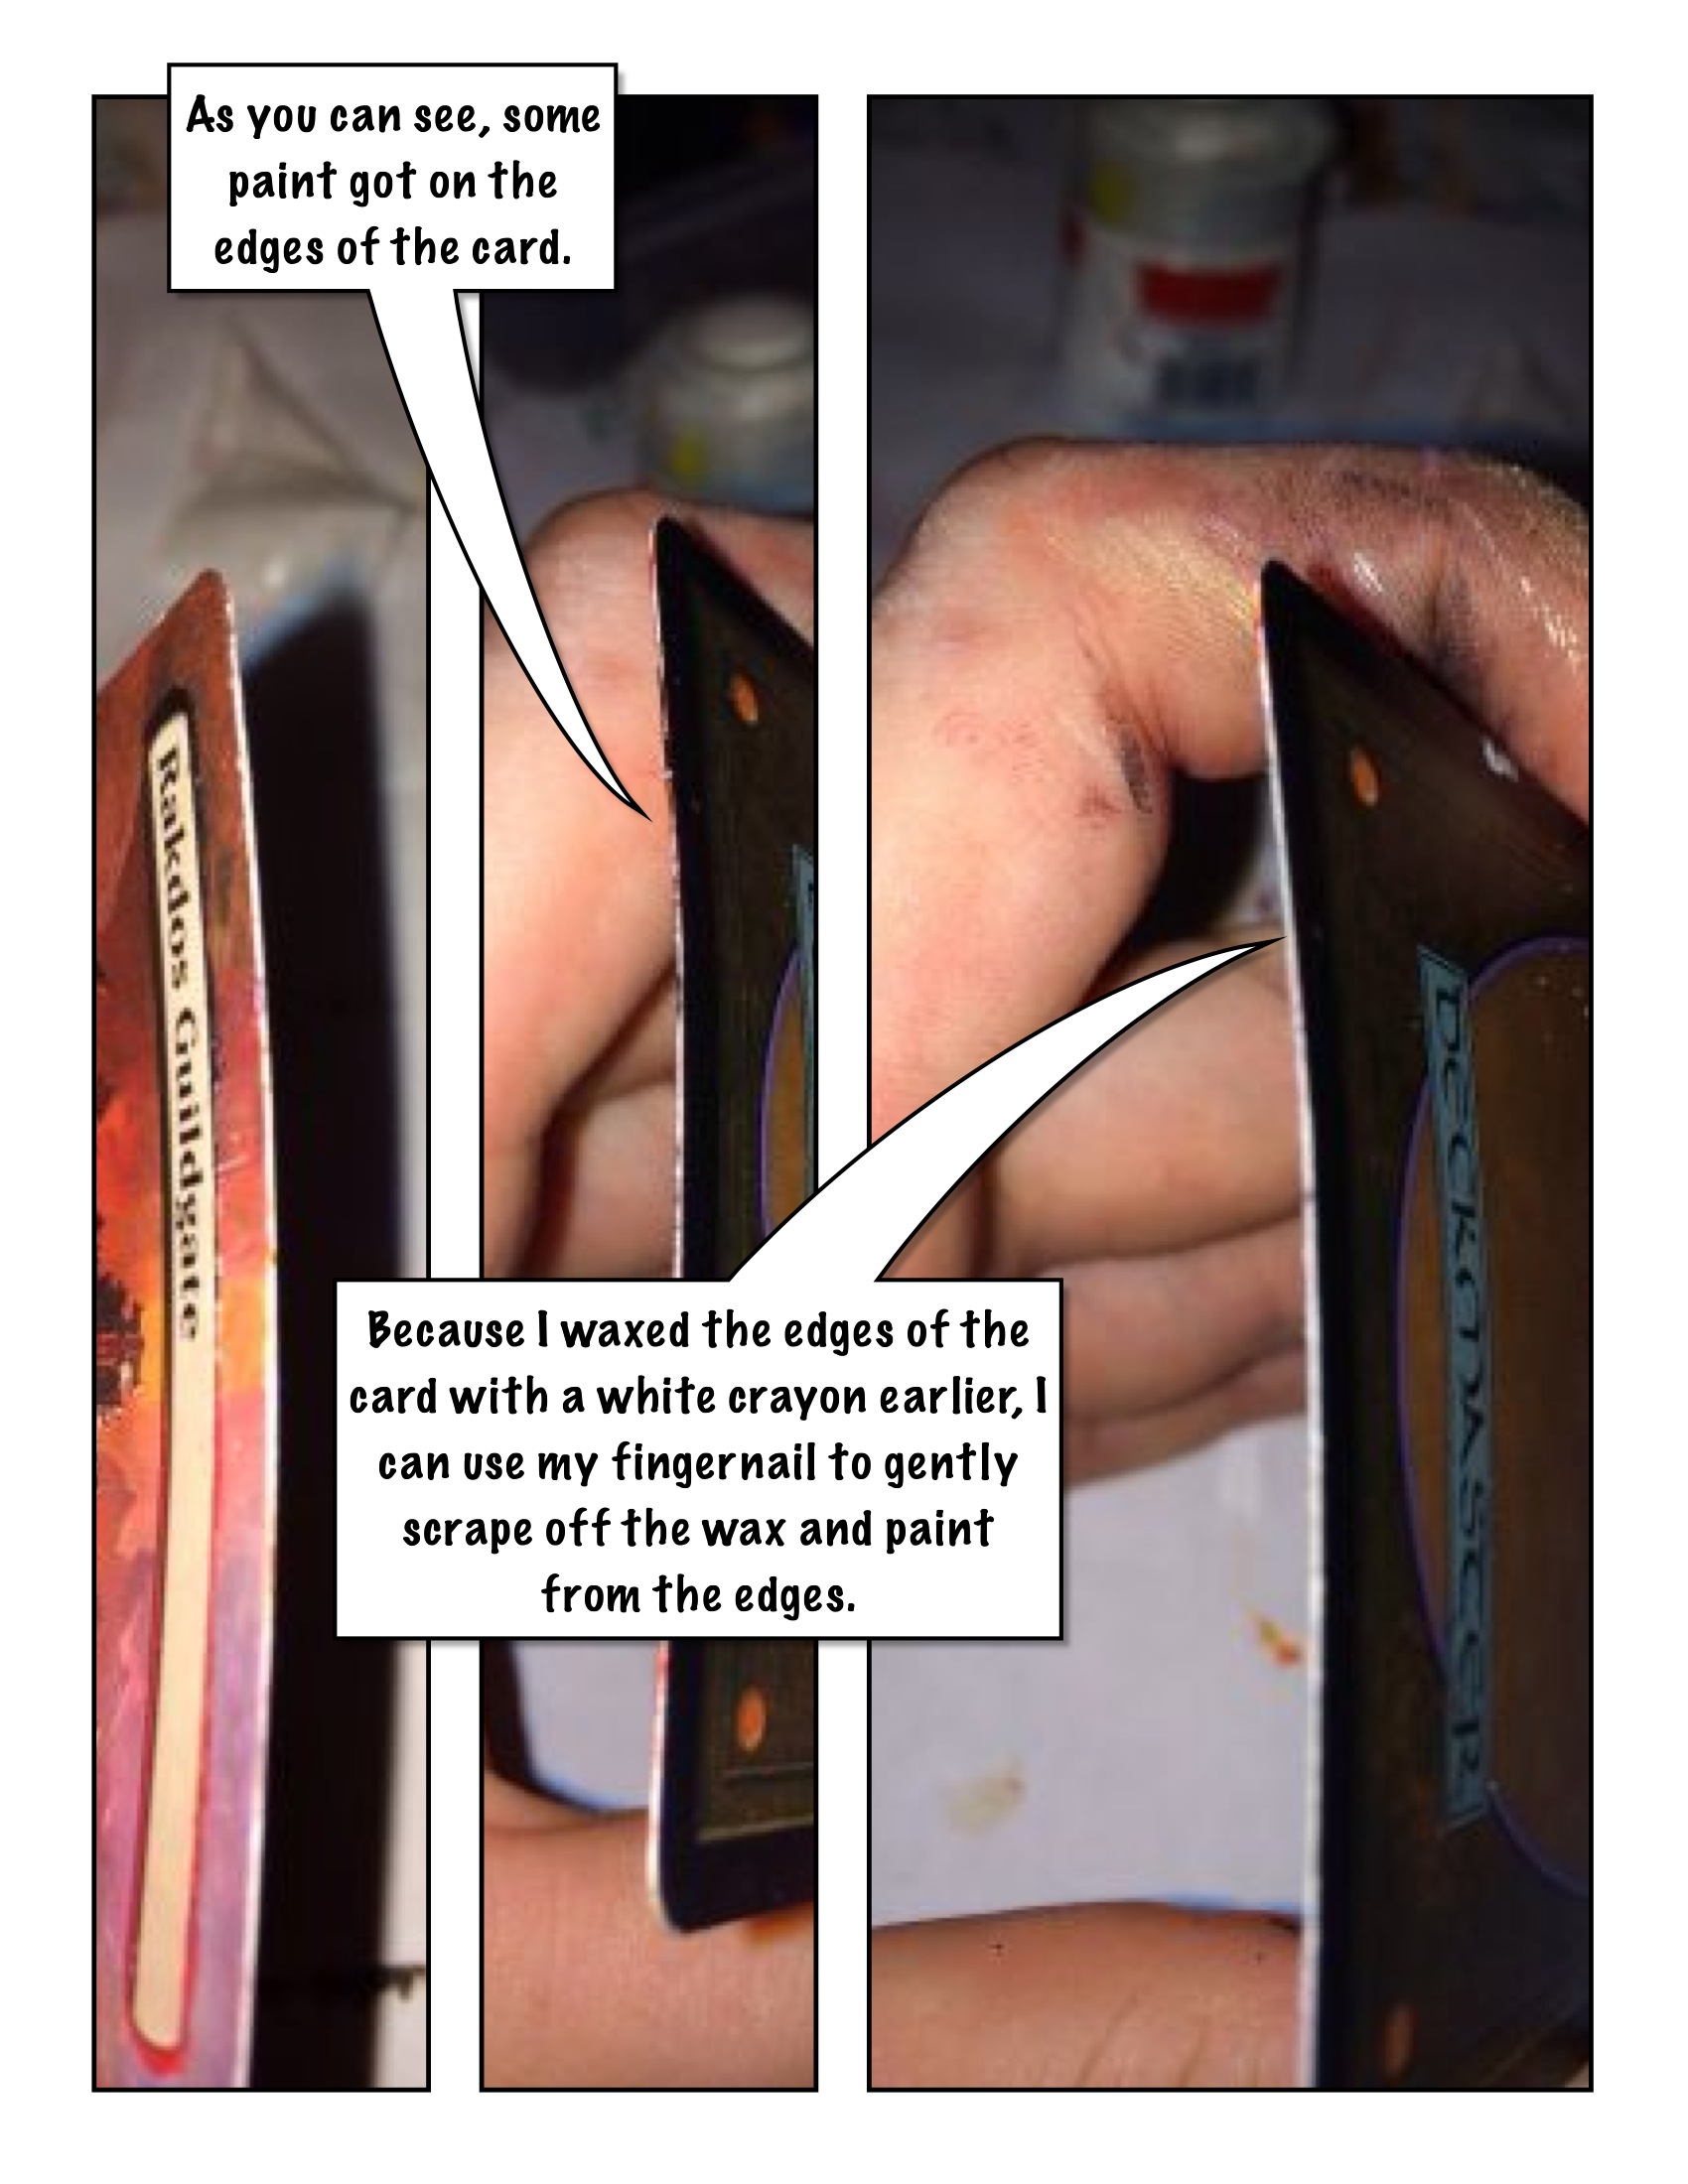 As you can see, some
paint got on the
edges of the card.
Rakdos Guildgate
DECKMASTER
Because I waxed the edges of the
card with a white crayon earlier, I
can use my fingernail to gently
scrape off the wax and paint
from the edges.